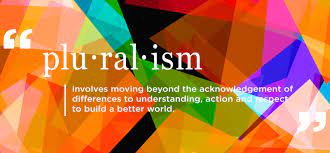 “
plu·ral·ism
involves moving beyond the acknowledgement of
differences to understanding, action and respect
to build a better world.
”